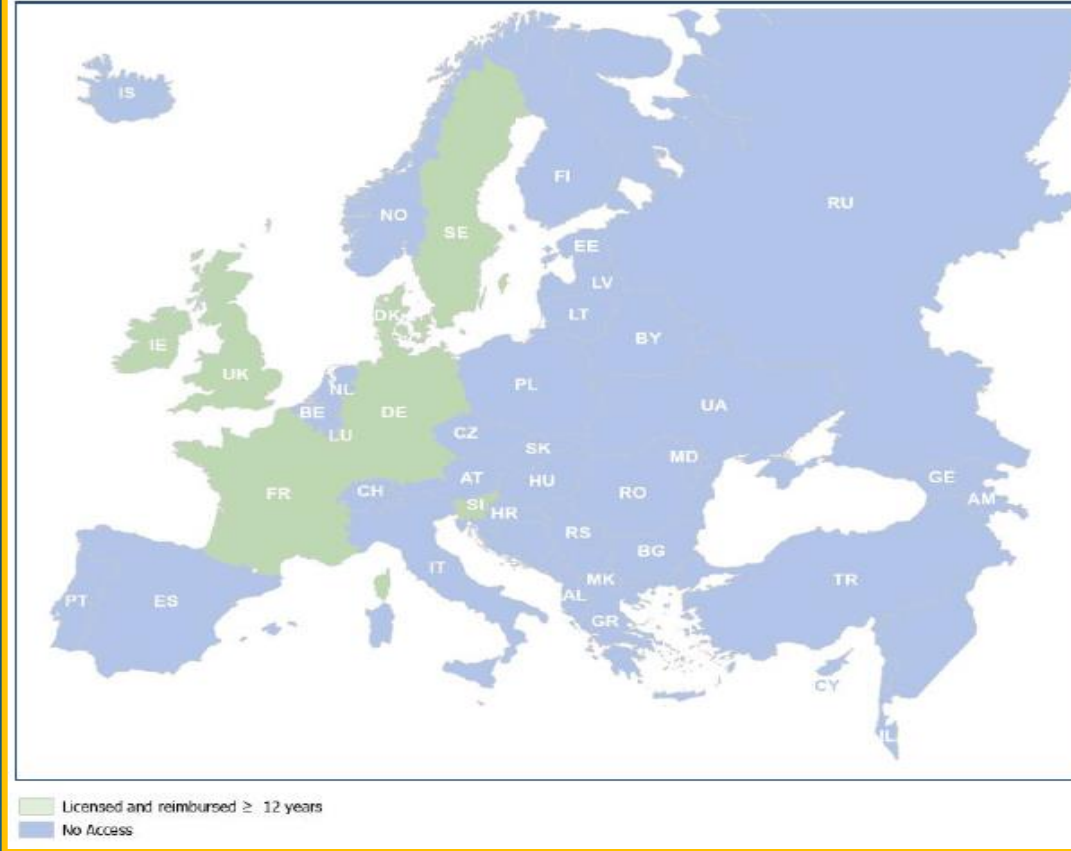 IS
FI
RU
NO
SE
EE
LV
DK
LT
IE
BY
UK
PL
NL
BE
DE
UA
CZ
LU
SK
MD
AT
HU
CH
GE
FR
RO
AM
SI
HR
RS
BG
IT
MK
TR
AL
PT
ES
GR
CY
IL
Licensed and reimbursed ≥ 12 years
No Access